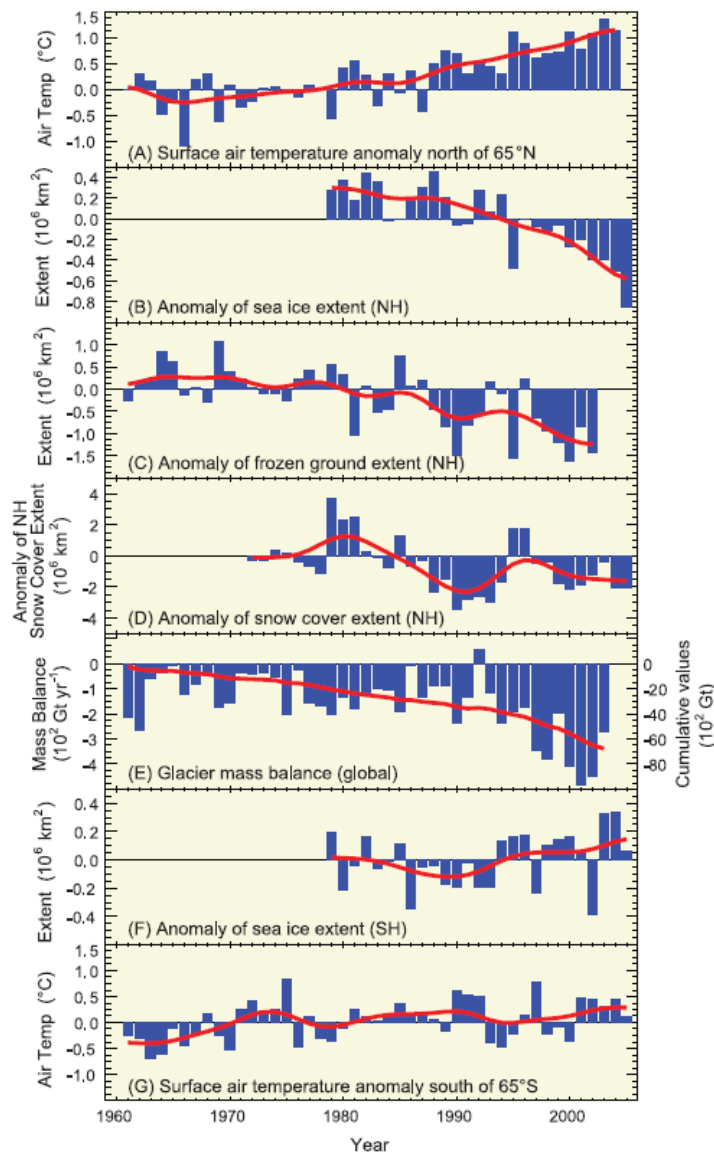 1.5
1.0
0.5
0.0
-0.5
-1.0
Air Temp (°C)
(A) Surface air temperature anomaly north of 65°N
0.4
0.2
0.0
-0.2
-0.4
-0.6
-0.8
Extent (10⁶ km²)
(B) Anomaly of sea ice extent (NH)
1.0
0.5
0.0
-0.5
-1.0
-1.5
Extent (10⁶ km²)
(C) Anomaly of frozen ground extent (NH)
4
2
0
-2
-4
Anomaly of NH
Snow Cover Extent
(10⁶ km²)
(D) Anomaly of snow cover extent (NH)
0
-1
-2
-3
-4
Mass Balance
(10² Gt yr⁻¹)
(E) Glacier mass balance (global)
0
-20
-40
-60
-80
Cumulative values
(10² Gt)
0.4
0.2
0.0
-0.2
-0.4
Extent (10⁶ km²)
(F) Anomaly of sea ice extent (SH)
1.5
1.0
0.5
0.0
-0.5
-1.0
Air Temp (°C)
(G) Surface air temperature anomaly south of 65°S
1960 1970 1980 1990 2000
Year